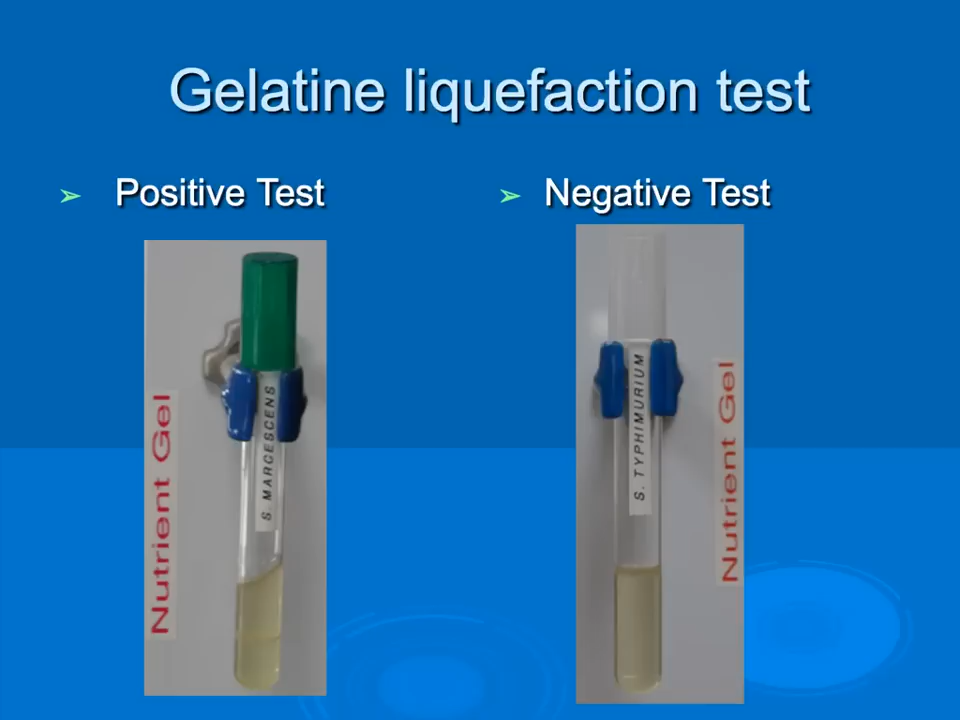 Gelatine liquefaction test
➢ Positive Test
➢ Negative Test
Nutrient Gel
S. MARCESCENS
S. TYPHIMURIUM
Nutrient Gel